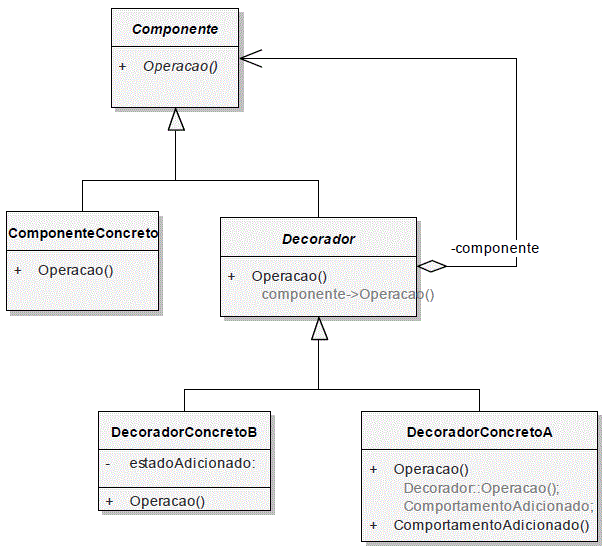 Componente
+ Operacao()
ComponenteConcreto
+ Operacao()
Decorador
+ Operacao()
componente->Operacao()
-componente
DecoradorConcretoB
- estadoAdicionado:
+ Operacao()
DecoradorConcretoA
+ Operacao()
Decorador::Operacao();
ComportamentoAdicionado;
+ ComportamentoAdicionado()